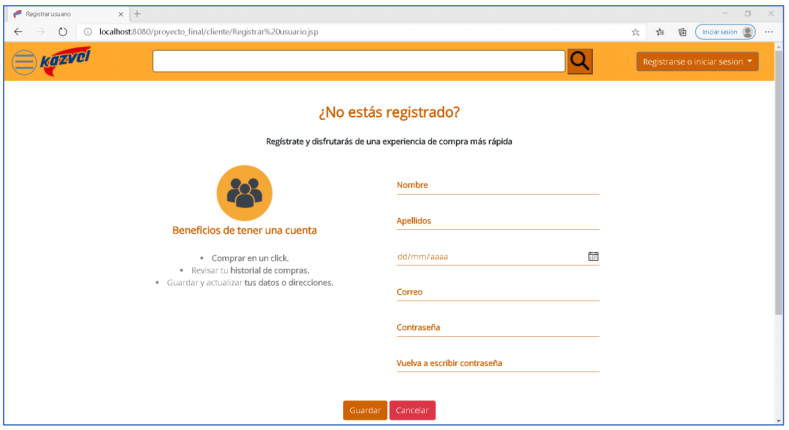 Registrar usuario
localhost:8080/proyecto_final/cliente/Registrar%20usuario.jsp
Iniciar sesión
kazvel
Registrarse o iniciar sesion
¿No estás registrado?
Regístrate y disfrutarás de una experiencia de compra más rápida
Beneficios de tener una cuenta
• Comprar en un click.
• Revisar tu historial de compras.
• Guardar y actualizar tus datos o direcciones.
Nombre
Apellidos
dd/mm/aaaa
Correo
Contraseña
Vuelva a escribir contraseña
Guardar
Cancelar